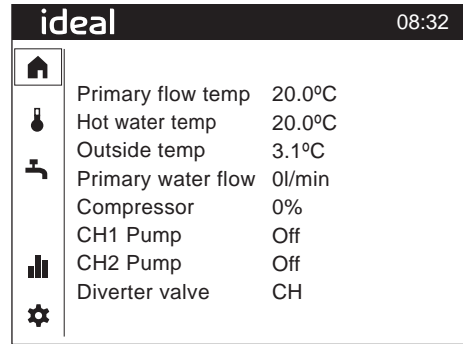 ideal 08:32
Primary flow temp 20.0ºC
Hot water temp 20.0ºC
Outside temp 3.1ºC
Primary water flow 0l/min
Compressor 0%
CH1 Pump Off
CH2 Pump Off
Diverter valve CH